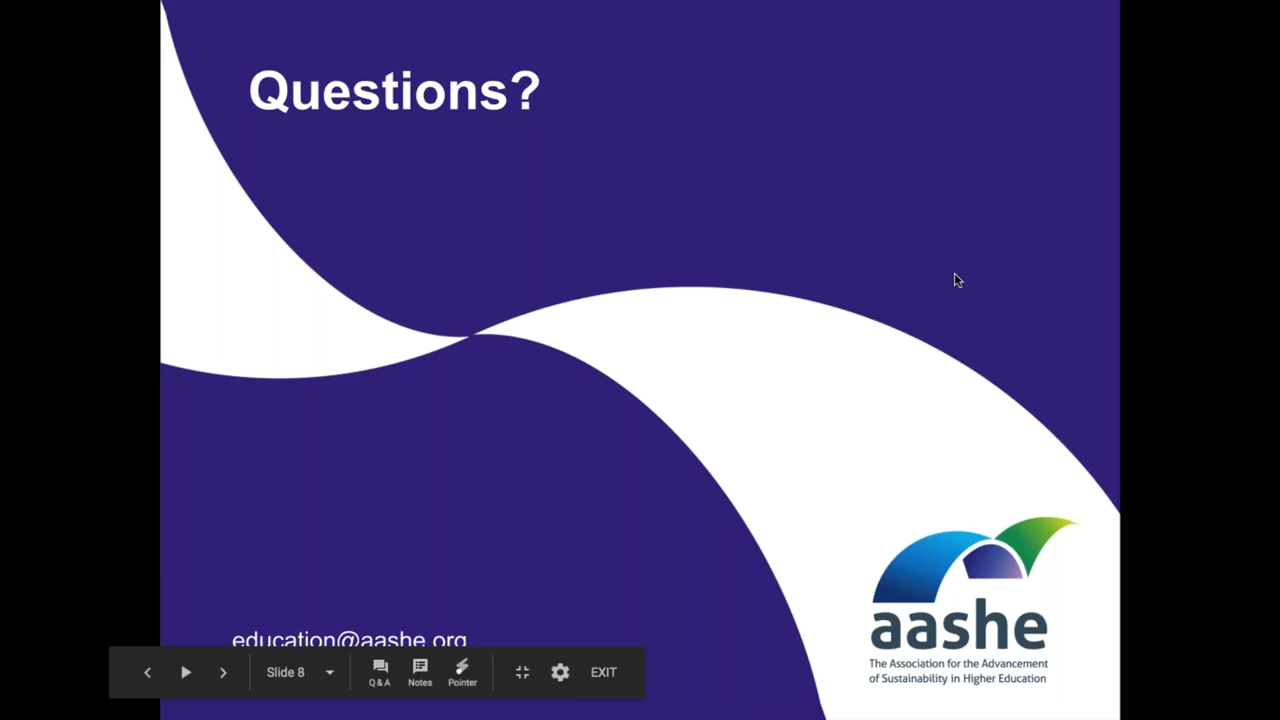 Questions?
aashe
The Association for the Advancement
of Sustainability in Higher Education
education@aashe.org
Slide 8
Q & A
Notes
Pointer
EXIT